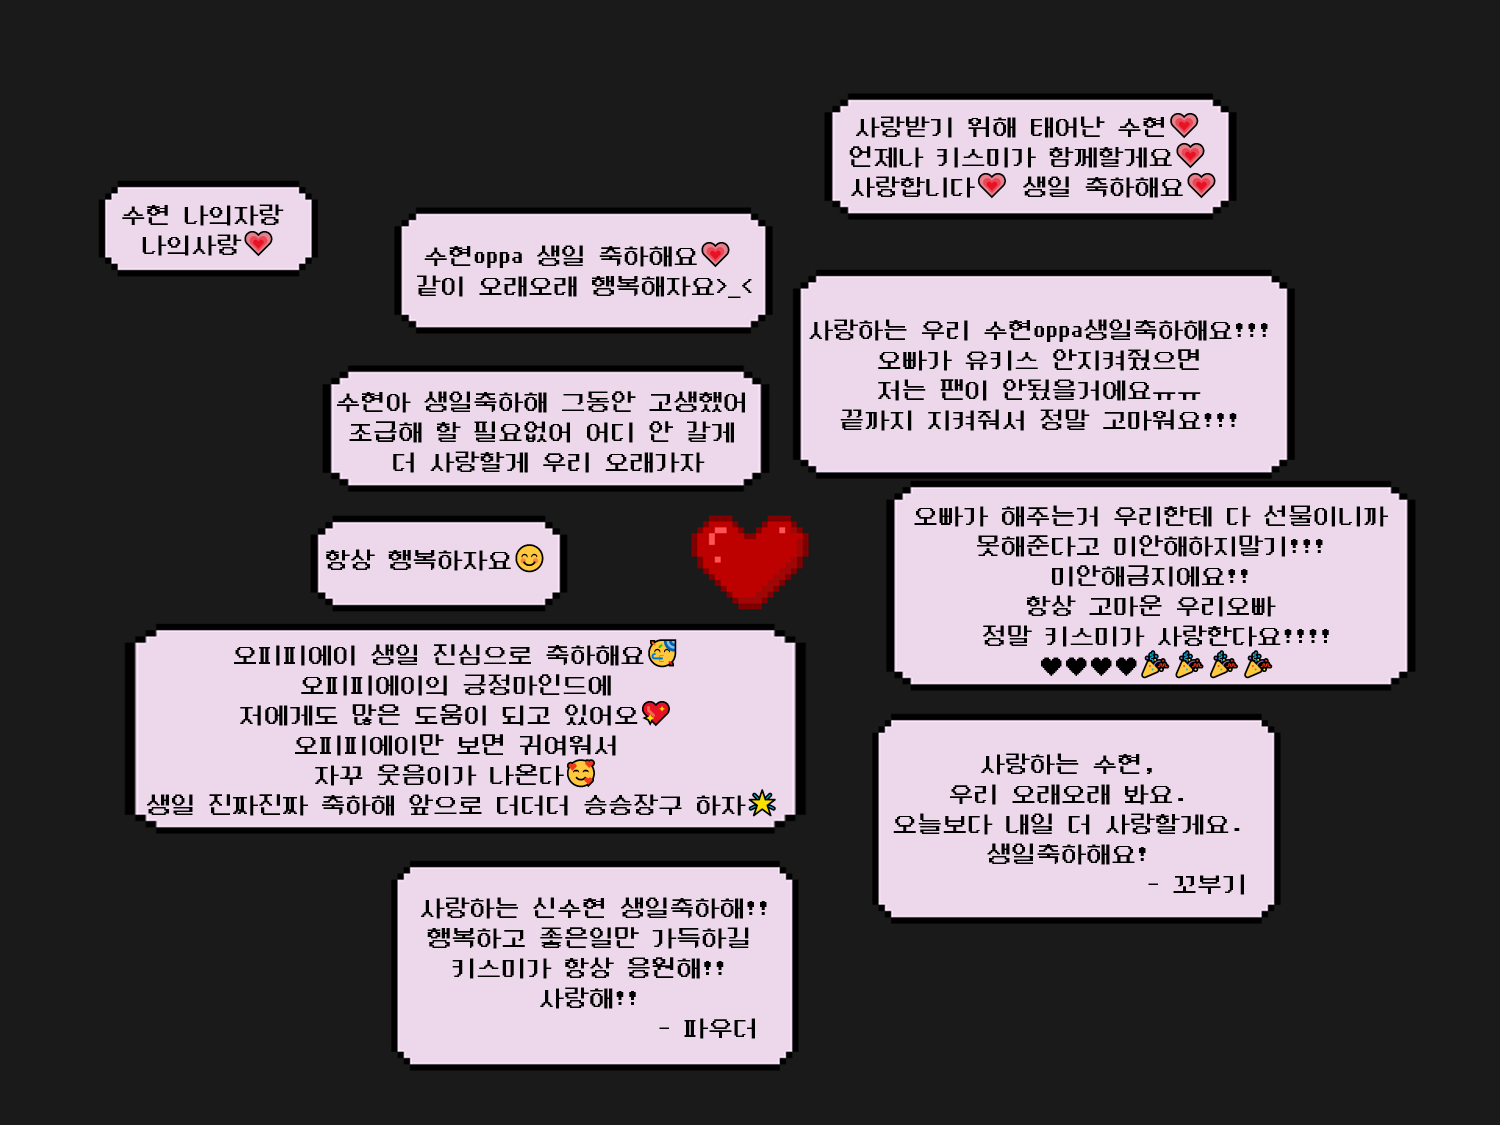 사랑받기 위해 태어난 수현❤
언제나 키스미가 함께할게요❤
사랑합니다❤ 생일 축하해요❤
수현 나의자랑
나의사랑❤
수현oppa 생일 축하해요❤
같이 오래오래 행복해자요>_<
사랑하는 우리 수현oppa생일축하해요!!!
오빠가 유키스 안지켜줬으면
저는 팬이 안됐을거에요ㅠㅠ
끝까지 지켜줘서 정말 고마워요!!!
수현아 생일축하해 그동안 고생했어
조급해 할 필요없어 어디 안 갈게
더 사랑할게 우리 오래가자
오빠가 해주는거 우리한테 다 선물이니까
못해준다고 미안해하지말기!!!
미안해금지에요!!
항상 고마운 우리오빠
정말 키스미가 사랑한다요!!!!
♥♥♥♥🎉🎉🎉🎉
항상 행복하자요😊
오피피에이 생일 진심으로 축하해요🥳
오피피에이의 긍정마인드에
저에게도 많은 도움이 되고 있어오💖
오피피에이만 보면 귀여워서
자꾸 웃음이가 나온다🥰
생일 진짜진짜 축하해 앞으로 더더더 승승장구 하자🌟
사랑하는 수현,
우리 오래오래 봐요.
오늘보다 내일 더 사랑할게요.
생일축하해요!
- 꼬부기
사랑하는 신수현 생일축하해!!
행복하고 좋은일만 가득하길
키스미가 항상 응원해!!
사랑해!!
- 파우더